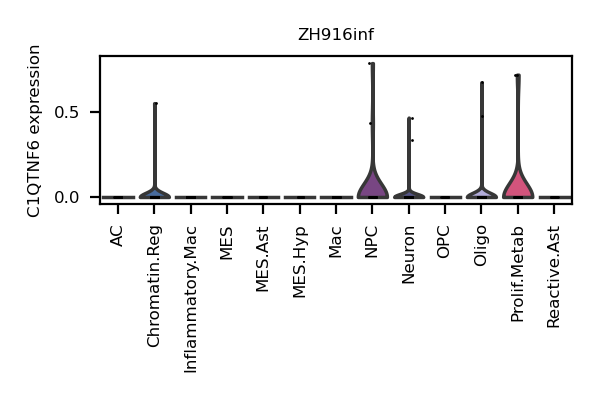 ZH916inf
C1QTNF6 expression
0.5
0.0
AC
Chromatin.Reg
Inflammatory.Mac
MES
MES.Ast
MES.Hyp
Mac
NPC
Neuron
OPC
Oligo
Prolif.Metab
Reactive.Ast